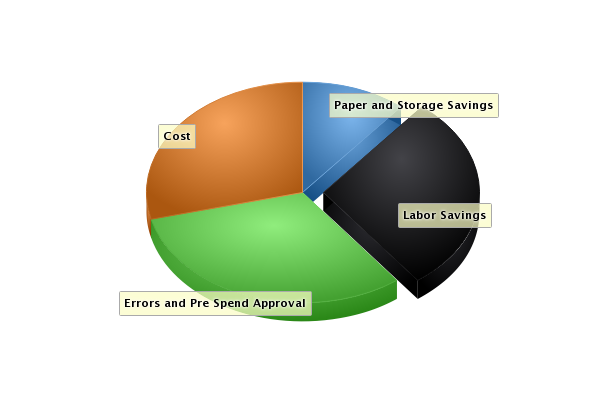 Paper and Storage Savings
Cost
Labor Savings
Errors and Pre Spend Approval